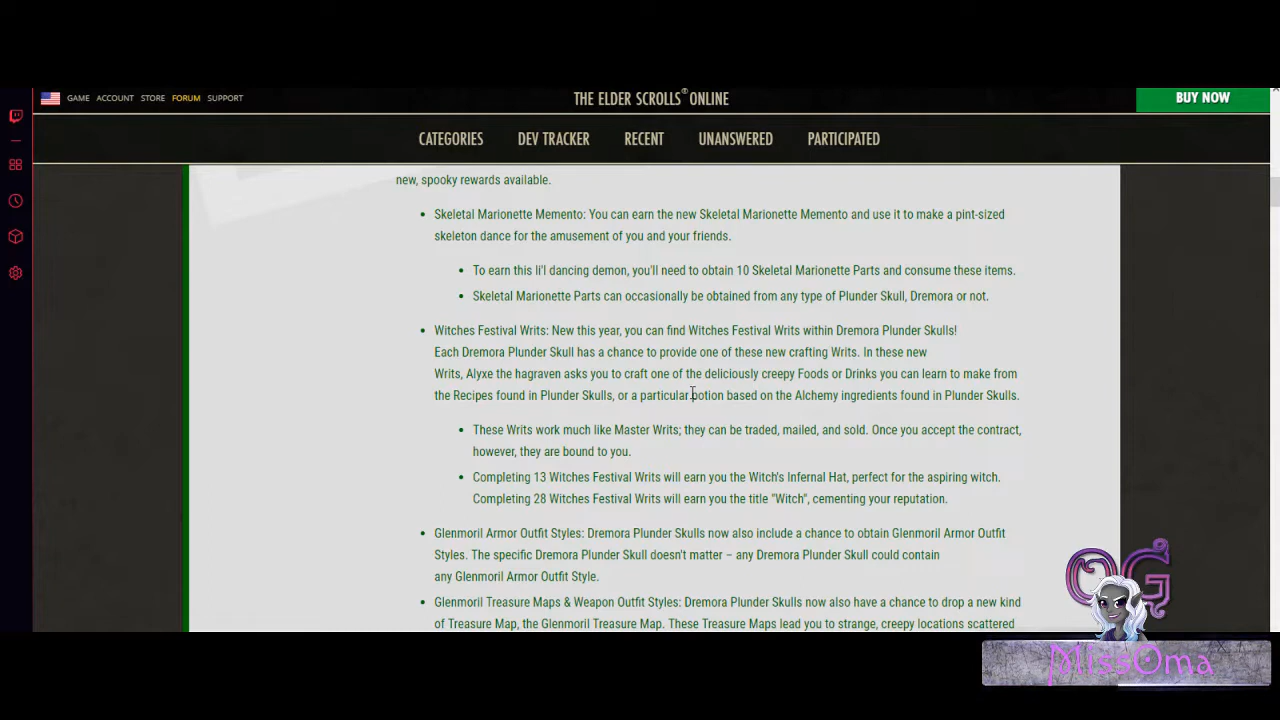 GAME ACCOUNT STORE FORUM SUPPORT
THE ELDER SCROLLS® ONLINE
BUY NOW
CATEGORIES DEV TRACKER RECENT UNANSWERED PARTICIPATED
new, spooky rewards available.
• Skeletal Marionette Memento: You can earn the new Skeletal Marionette Memento and use it to make a pint-sized
skeleton dance for the amusement of you and your friends.
• To earn this li'l dancing demon, you'll need to obtain 10 Skeletal Marionette Parts and consume these items.
• Skeletal Marionette Parts can occasionally be obtained from any type of Plunder Skull, Dremora or not.
• Witches Festival Writs: New this year, you can find Witches Festival Writs within Dremora Plunder Skulls!
Each Dremora Plunder Skull has a chance to provide one of these new crafting Writs. In these new
Writs, Alyxe the hagraven asks you to craft one of the deliciously creepy Foods or Drinks you can learn to make from
the Recipes found in Plunder Skulls, or a particular potion based on the Alchemy ingredients found in Plunder Skulls.
• These Writs work much like Master Writs; they can be traded, mailed, and sold. Once you accept the contract,
however, they are bound to you.
• Completing 13 Witches Festival Writs will earn you the Witch's Infernal Hat, perfect for the aspiring witch.
Completing 28 Witches Festival Writs will earn you the title "Witch", cementing your reputation.
• Glenmoril Armor Outfit Styles: Dremora Plunder Skulls now also include a chance to obtain Glenmoril Armor Outfit
Styles. The specific Dremora Plunder Skull doesn't matter – any Dremora Plunder Skull could contain
any Glenmoril Armor Outfit Style.
• Glenmoril Treasure Maps & Weapon Outfit Styles: Dremora Plunder Skulls now also have a chance to drop a new kind
of Treasure Map, the Glenmoril Treasure Map. These Treasure Maps lead you to strange, creepy locations scattered
OG
MissOma